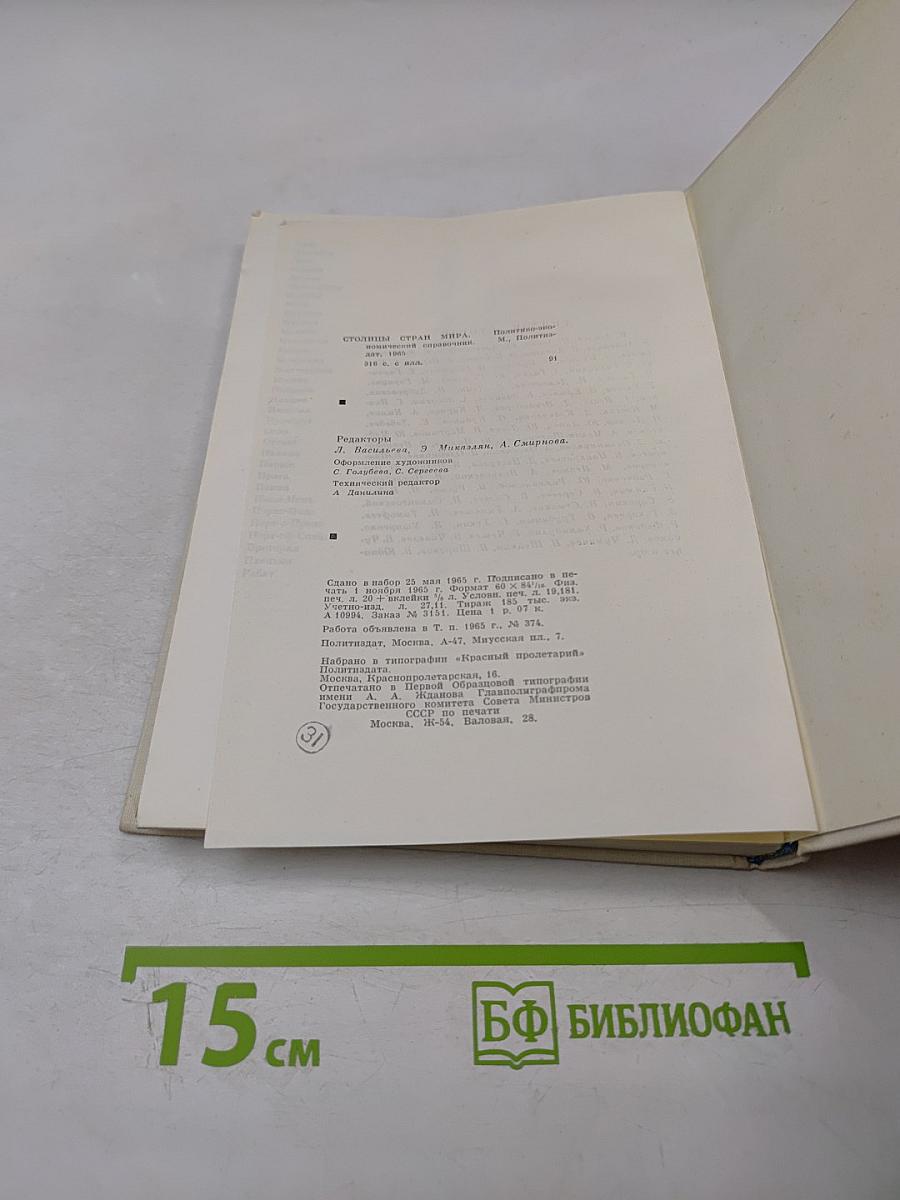 СТОЛИЦЫ СТРАН МИРА. Политико-эко-
номический справочник. М., Политиз-
дат, 1965
316 с. с илл. 91
Редакторы
Л. Васильева, Э. Микаэлян, А. Смирнова.
Оформление художников
С. Голубева, С. Сергеева
Технический редактор
А Данилина
Сдано в набор 25 мая 1965 г. Подписано в пе-
чать 1 ноября 1965 г. Формат 60 × 84¹/₁₆. Физ.
печ. л. 20 + вклейки ⁵/₈ л. Условн. печ. л. 19,181.
Учетно-изд. л. 27,11. Тираж 185 тыс. экз.
А 10994. Заказ № 3151. Цена 1 р. 07 к.
Работа объявлена в Т. п. 1965 г., № 374.
Политиздат, Москва, А-47, Миусская пл., 7.
Набрано в типографии «Красный пролетарий»
Политиздата.
Москва, Краснопролетарская, 16.
Отпечатано в Первой Образцовой типографии
имени А. А. Жданова Главполиграфпрома
Государственного комитета Совета Министров
СССР по печати
Москва, Ж-54, Валовая, 28.
31
15 см
БФ БИБЛИОФАН